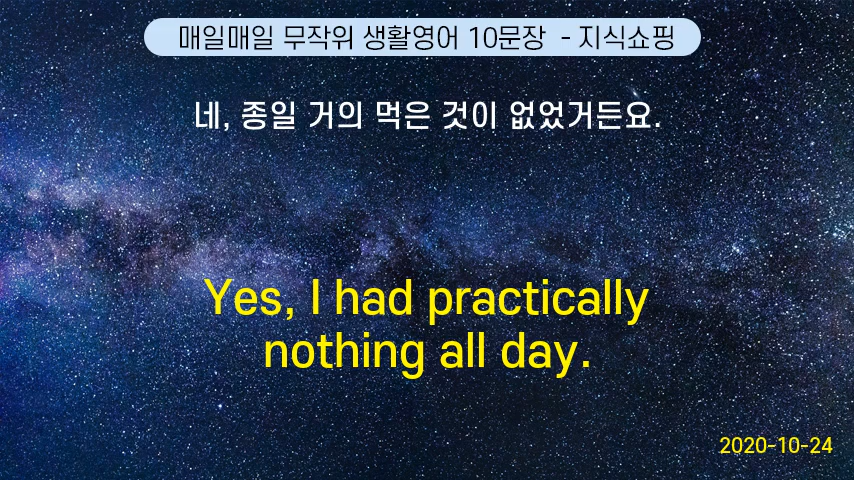 매일매일 무작위 생활영어 10문장 - 지식쇼핑
네, 종일 거의 먹은 것이 없었거든요.
Yes, I had practically
nothing all day.
2020-10-24